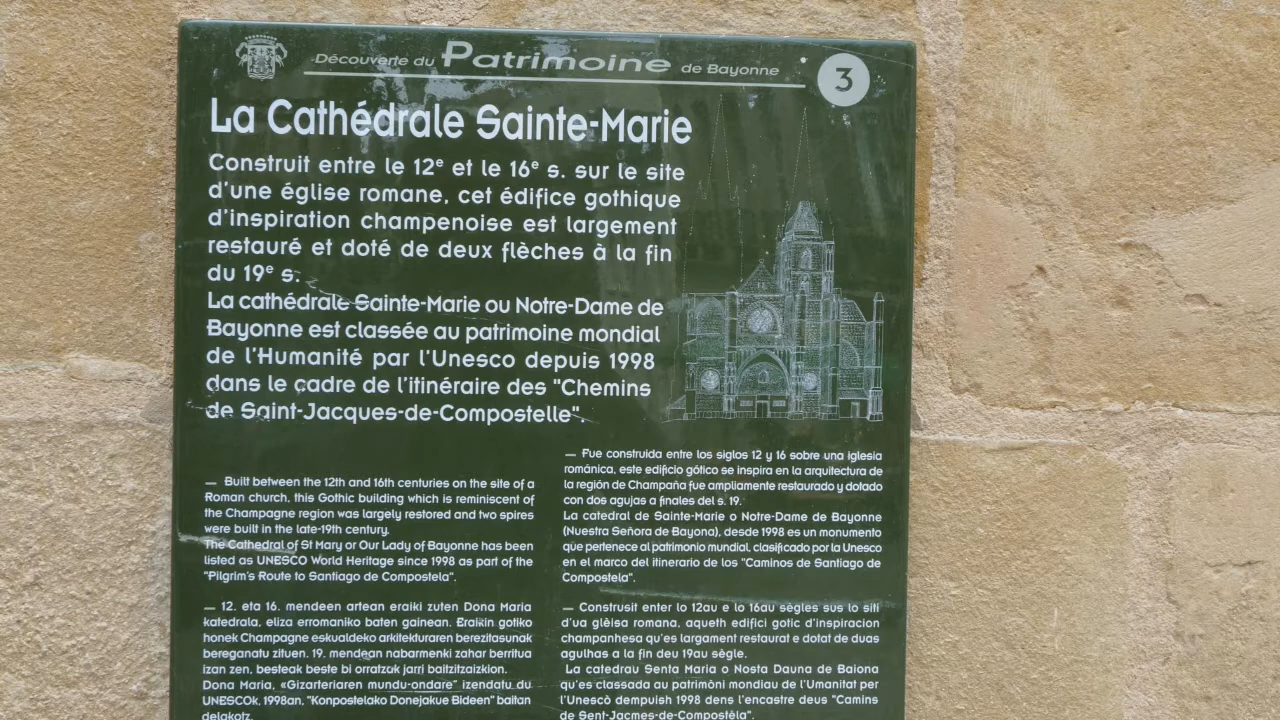 Découverte du Patrimoine de Bayonne
3
La Cathédrale Sainte-Marie
Construit entre le 12e et le 16e s. sur le site
d'une église romane, cet édifice gothique
d'inspiration champenoise est largement
restauré et doté de deux flèches à la fin
du 19e s.
La cathédrale Sainte-Marie ou Notre-Dame de
Bayonne est classée au patrimoine mondial
de l'Humanité par l'Unesco depuis 1998
dans le cadre de l'itinéraire des "Chemins
de Saint-Jacques-de-Compostelle".
— Built between the 12th and 16th centuries on the site of a
Roman church, this Gothic building which is reminiscent of
the Champagne region was largely restored and two spires
were built in the late-19th century.
The Cathedral of St Mary or Our Lady of Bayonne has been
listed as UNESCO World Heritage since 1998 as part of the
"Pilgrim's Route to Santiago de Compostela".
— Fue construida entre los siglos 12 y 16 sobre una iglesia
románica, este edificio gótico se inspira en la arquitectura de
la región de Champaña fue ampliamente restaurado y dotado
con dos agujas a finales del s. 19.
La catedral de Sainte-Marie o Notre-Dame de Bayonne
(Nuestra Señora de Bayona), desde 1998 es un monumento
que pertenece al patrimonio mundial, clasificado por la Unesco
en el marco del itinerario de los "Caminos de Santiago de
Compostela".
— 12. eta 16. mendeen artean eraiki zuten Dona Maria
katedrala, eliza erromaniko baten gainean. Eraikin gotiko
honek Champagne eskualdeko arkitekturaren berezitasunak
bereganatu zituen. 19. mendean nabarmenki zahar berritua
izan zen, besteak beste bi orratzok jarri baitzitzaizkion.
Dona Maria, «Gizarteriaren mundu-ondare" izendatu du
UNESCOk, 1998an, "Konpostelako Donejakue Bideen" baitan
delakotz.
— Construsit enter lo 12au e lo 16au sègles sus lo siti
d'ua glèisa romana, aqueth edifici gotic d'inspiracion
champanhesa qu'es largament restaurat e dotat de duas
agulhas a la fin deu 19au sègle.
La catedrau Senta Maria o Nosta Dauna de Baiona
qu'es classada au patrimòni mondiau de l'Umanitat per
l'Unescò dempuish 1998 dens l'encastre deus "Camins
de Sent-Jacmes-de-Compostèla".